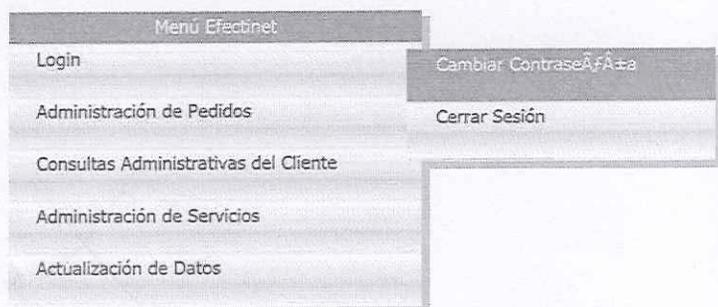 Menú Efectinet
Login
Cambiar ContraseÃƒÂ±a
Administración de Pedidos
Cerrar Sesión
Consultas Administrativas del Cliente
Administración de Servicios
Actualización de Datos